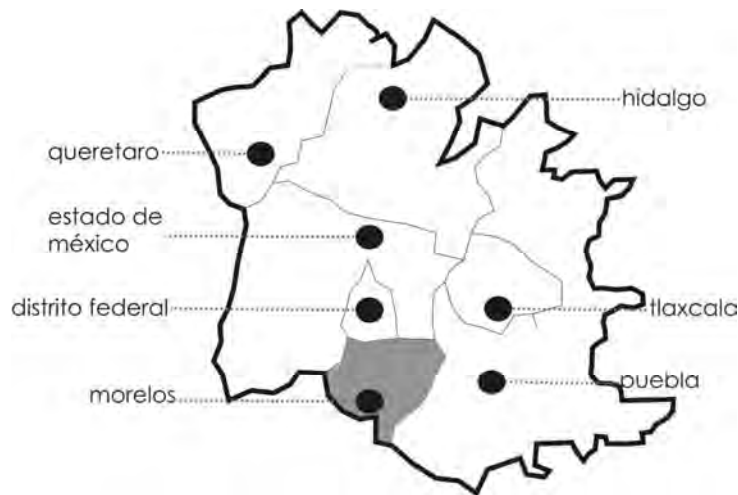 hidalgo
queretaro
estado de
méxico
distrito federal
tlaxcala
puebla
morelos